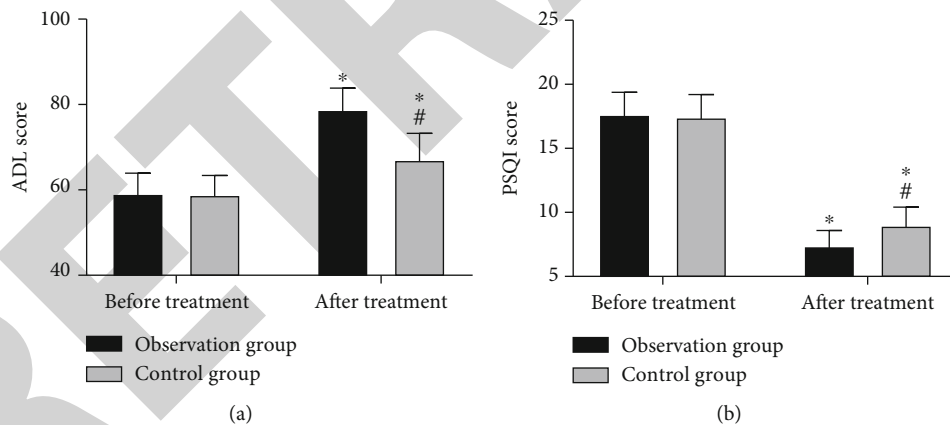 100
80
60
40
ADL score
*
*
#
Before treatment
After treatment
Observation group
Control group
(a)
25
20
15
10
5
PSQI score
*
*
#
Before treatment
After treatment
Observation group
Control group
(b)
RETRA